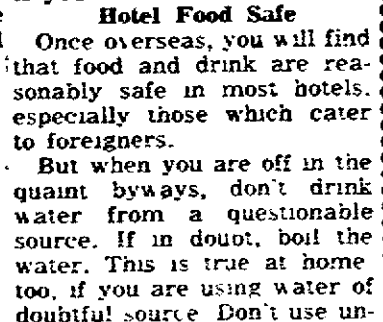 Hotel Food Safe
Once overseas, you will find
that food and drink are rea-
sonably safe in most hotels.
especially those which cater
to foreigners.
But when you are off in the
quaint byways, don't drink
water from a questionable
source. If in doubt, boil the
water. This is true at home
too, if you are using water of
doubtful source Don't use un-